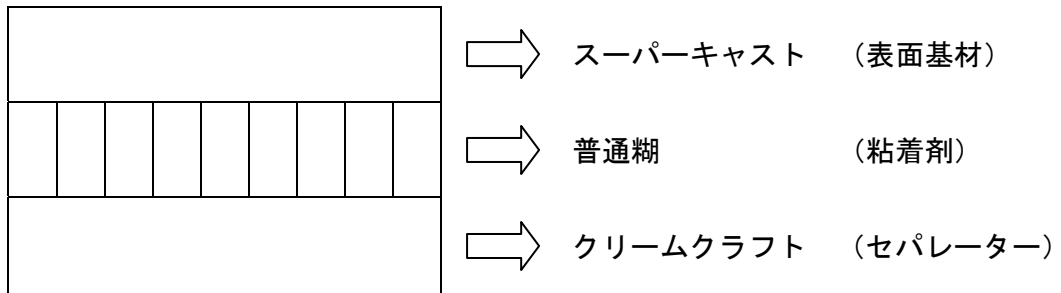 スーパーキャスト （表面基材）
普通糊 （粘着剤）
クリームクラフト （セパレーター）